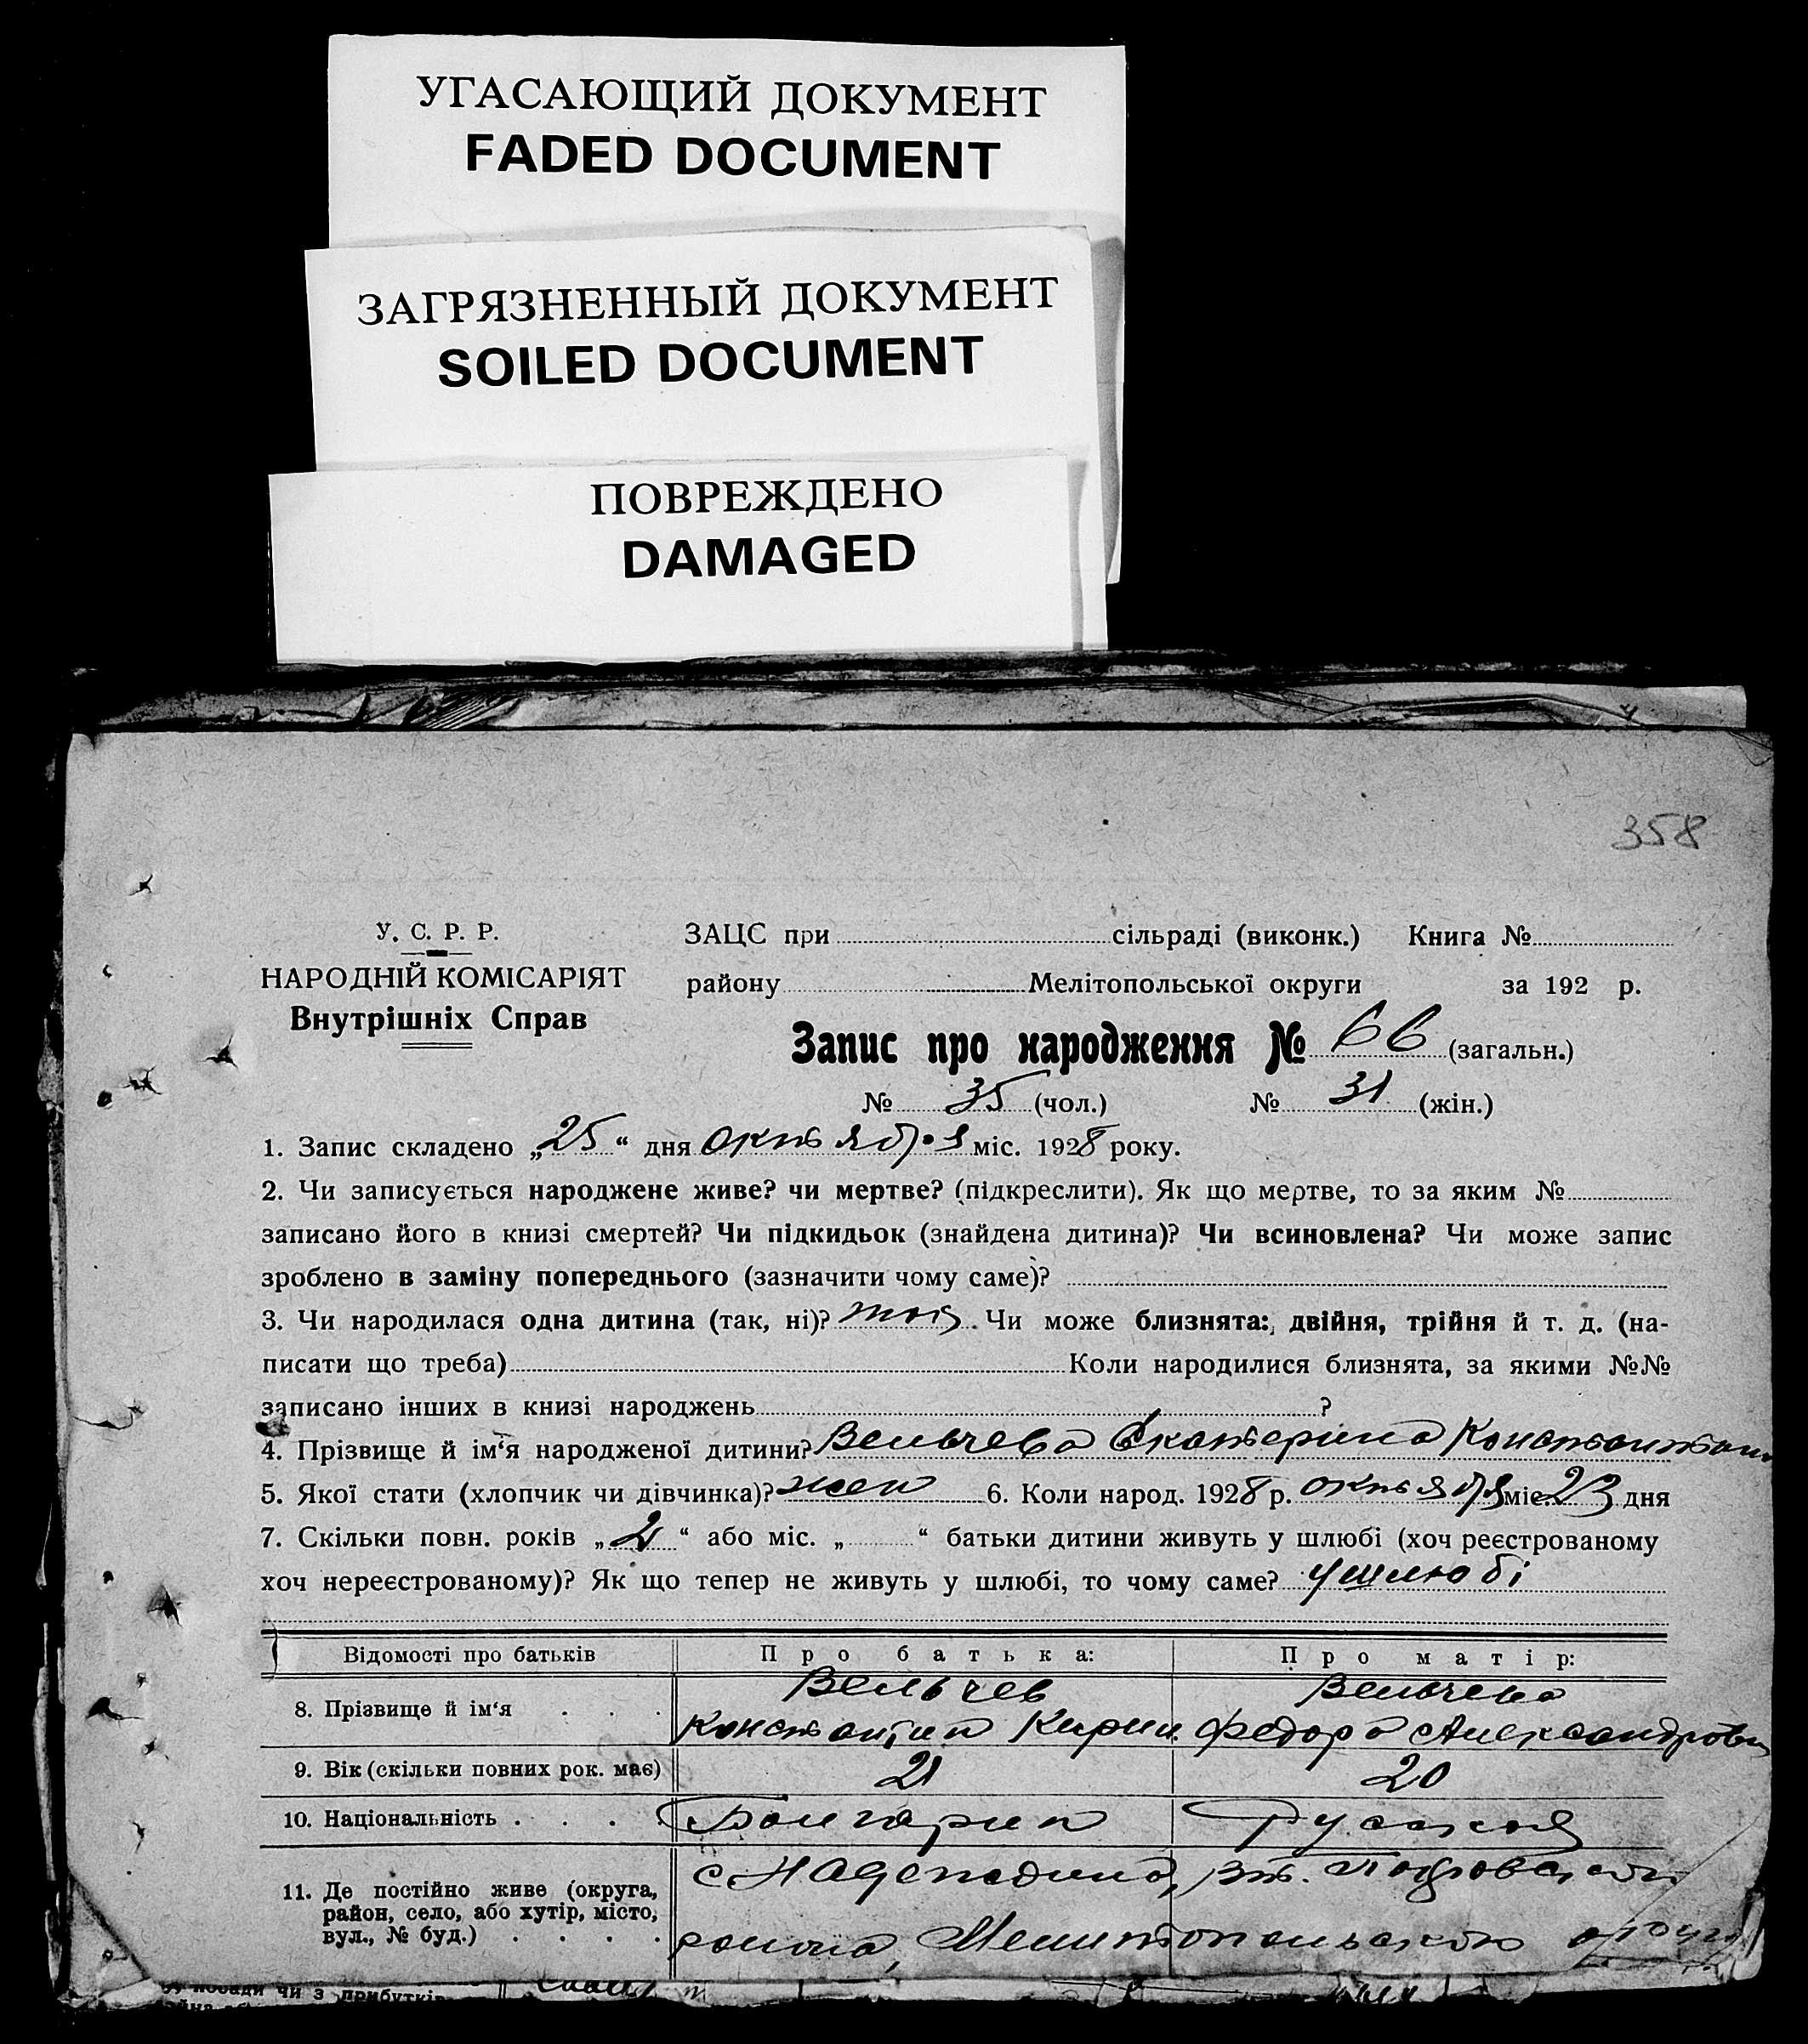 УГАСАЮЩИЙ ДОКУМЕНТ
FADED DOCUMENT
ЗАГРЯЗНЕННЫЙ ДОКУМЕНТ
SOILED DOCUMENT
ПОВРЕЖДЕНО
DAMAGED
358
У. С. Р. Р.
НАРОДНІЙ КОМІСАРІЯТ
Внутрішніх Справ
ЗАЦС при сільраді (виконк.) Книга №
району Мелітопольської округи за 192 р.
Запис про народження № 66 (загальн.)
№ 35 (чол.) № 31 (жін.)
1. Запис складено „25“ дня октября міс. 1928 року.
2. Чи записується народжене живе? чи мертве? (підкреслити). Як що мертве, то за яким №
записано його в книзі смертей? Чи підкидьок (знайдена дитина)? Чи всиновлена? Чи може запис
зроблено в заміну попереднього (зазначити чому саме)?
3. Чи народилася одна дитина (так, ні)? так Чи може близнята: двійня, трійня й т. д. (на-
писати що треба) Коли народилися близнята, за якими №№
записано інших в книзі народжень ?
4. Прізвище й ім‘я народженої дитини? Вельчева Екатерина Константин.
5. Якої стати (хлопчик чи дівчинка)? жен 6. Коли народ. 1928 р. октября міс. 23 дня
7. Скільки повн. років „2“ або міс. „ “ батьки дитини живуть у шлюбі (хоч реєстрованому
хоч нереєстрованому)? Як що тепер не живуть у шлюбі, то чому саме? у шлюбі
Відомості про батьків Про батька: Про матір:
8. Прізвище й ім‘я . . . Вельчев Константин Кирил. Вельчева Федора Александровн
9. Вік (скільки повних рок. має) 21 20
10. Національність . . . . Болгарин Русская
11. Де постійно живе (округа,
район, село, або хутір, місто,
вул., № буд.) . . . .
с Надеждино,
района, Мелитопольского округа
чи з прибутків